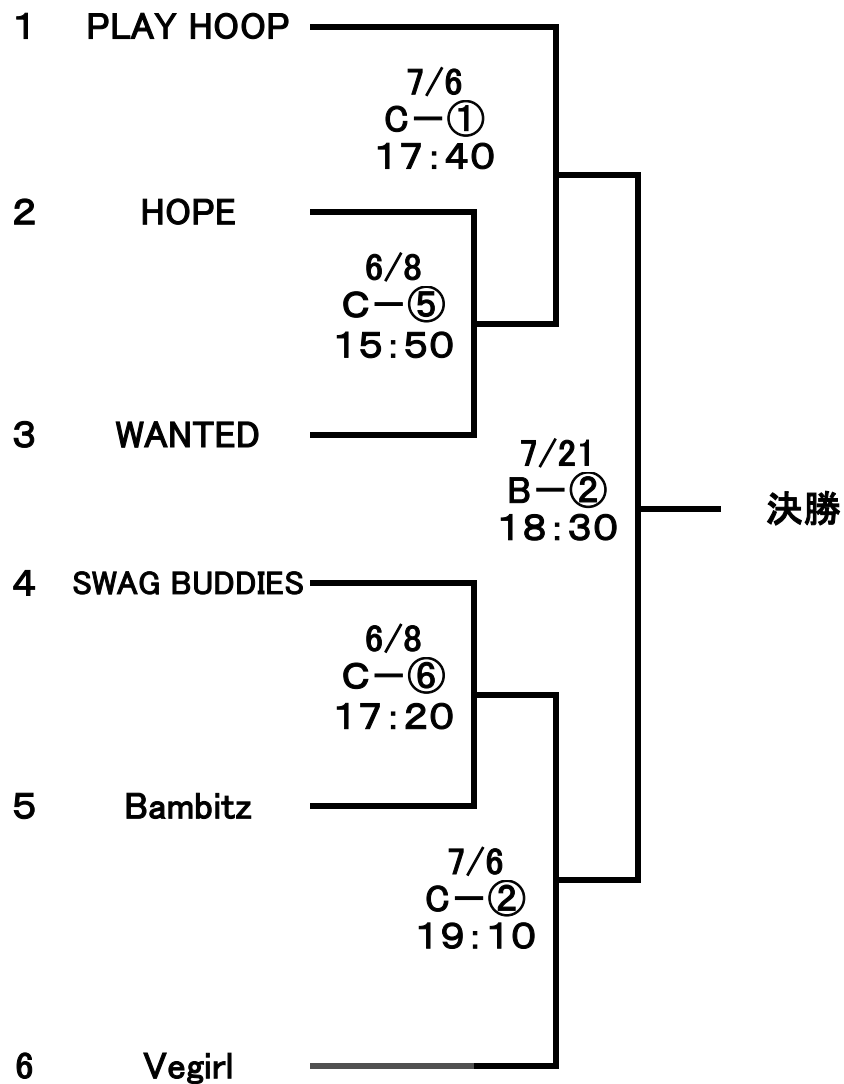 1 PLAY HOOP
7/6
C－①
17:40
2 HOPE
6/8
C－⑤
15:50
3 WANTED
7/21
B－②
18:30
決勝
4 SWAG BUDDIES
6/8
C－⑥
17:20
5 Bambitz
7/6
C－②
19:10
6 Vegirl